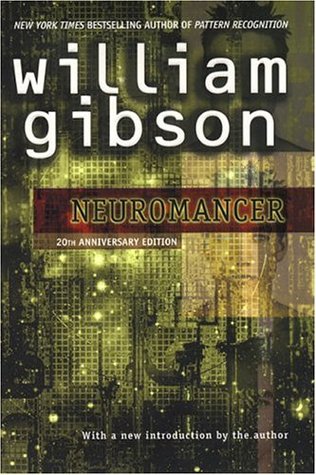 NEW YORK TIMES BESTSELLING AUTHOR OF PATTERN RECOGNITION
william
gibson
NEUROMANCER
20TH ANNIVERSARY EDITION
With a new introduction by the author